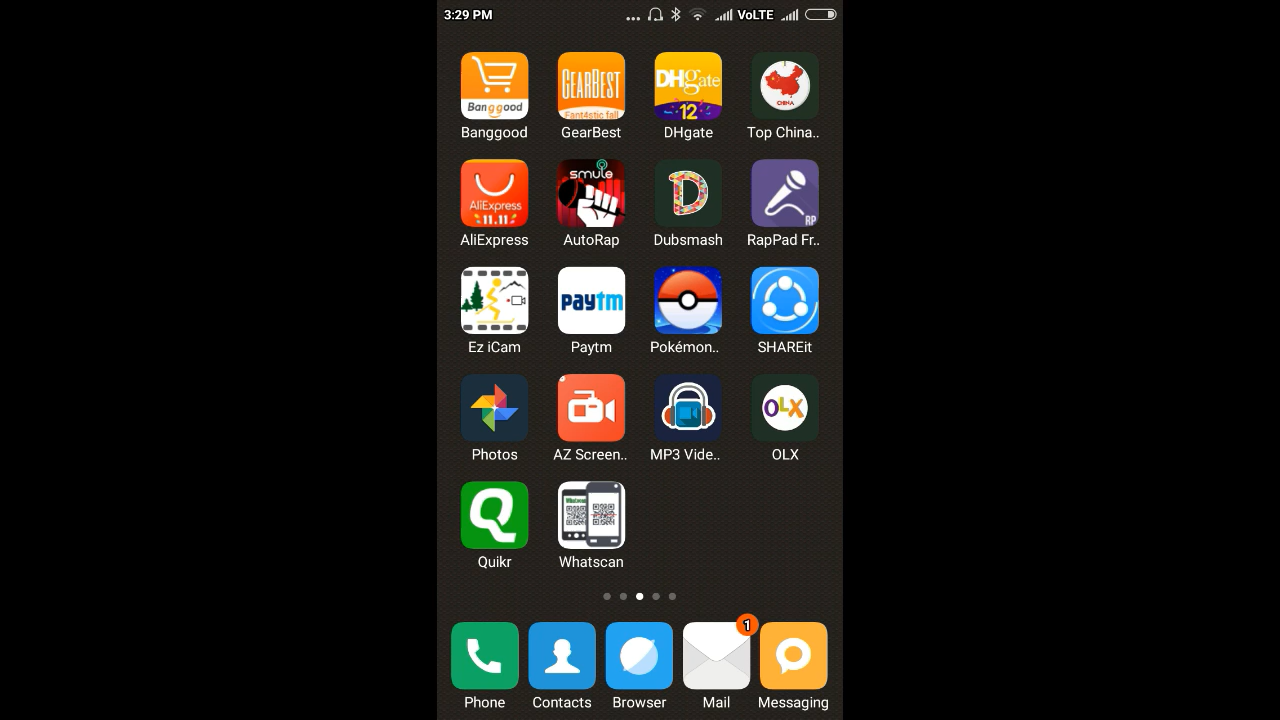 3:29 PM
... VoLTE
Banggood
GEARBEST
Fant4stic fall
DHgate
12
CHINA
Banggood GearBest DHgate Top China..
AliExpress
11.11
smule
D
RP
AliExpress AutoRap Dubsmash RapPad Fr..
paytm
Ez iCam Paytm Pokémon.. SHAREit
OLX
Photos AZ Screen.. MP3 Vide.. OLX
Q
Whatscan
Quikr Whatscan
1
Phone Contacts Browser Mail Messaging